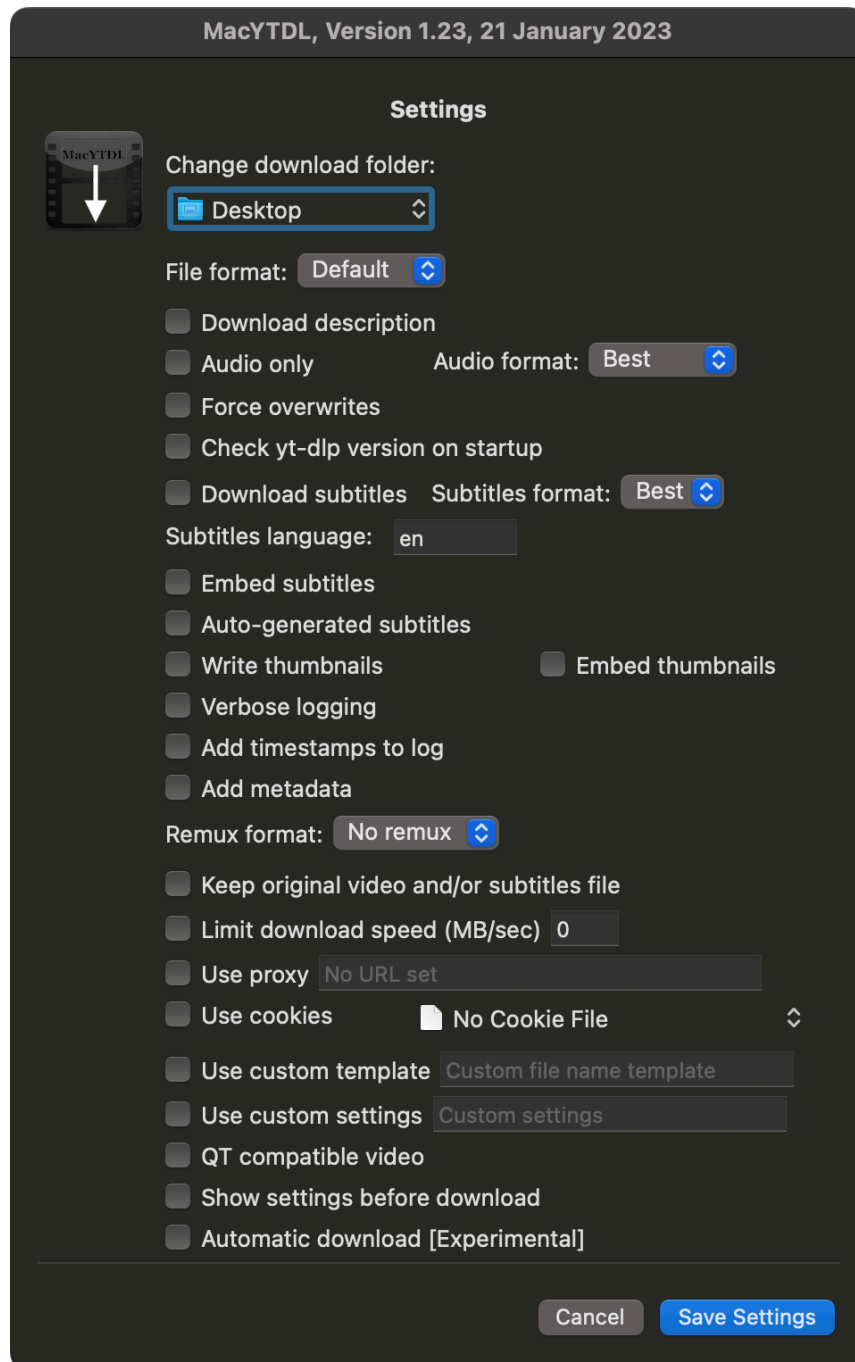 MacYTDL, Version 1.23, 21 January 2023
Settings
MacYTDL
Change download folder:
Desktop
File format: Default
Download description
Audio only Audio format: Best
Force overwrites
Check yt-dlp version on startup
Download subtitles Subtitles format: Best
Subtitles language: en
Embed subtitles
Auto-generated subtitles
Write thumbnails Embed thumbnails
Verbose logging
Add timestamps to log
Add metadata
Remux format: No remux
Keep original video and/or subtitles file
Limit download speed (MB/sec) 0
Use proxy No URL set
Use cookies No Cookie File
Use custom template Custom file name template
Use custom settings Custom settings
QT compatible video
Show settings before download
Automatic download [Experimental]
Cancel Save Settings